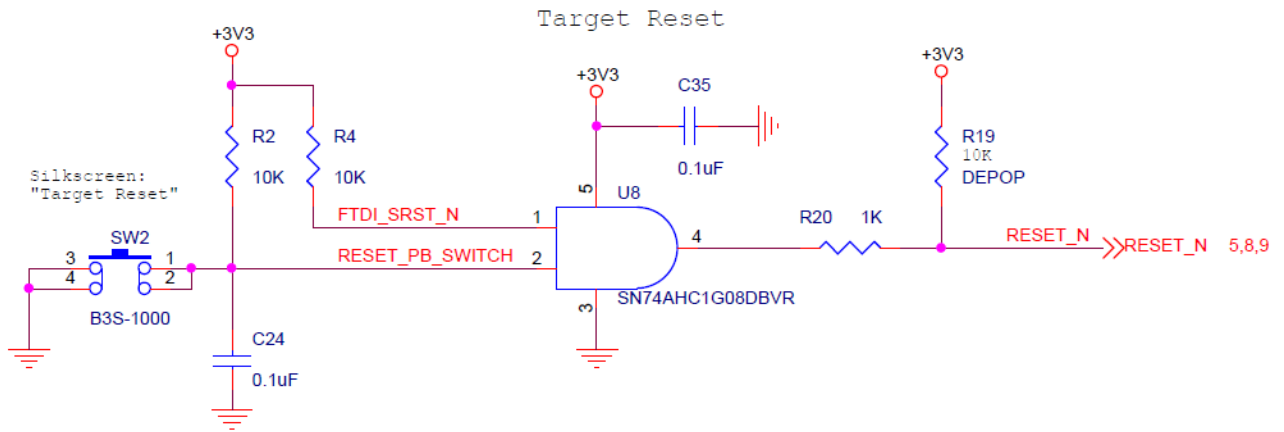 Target Reset
+3V3
+3V3
+3V3
C35
0.1uF
R2
10K
R4
10K
R19
10K
DEPOP
Silkscreen:
"Target Reset"
5
U8
FTDI_SRST_N
1
4
R20 1K
RESET_N
RESET_N 5,8,9
SW2
RESET_PB_SWITCH
2
3
4
1
2
B3S-1000
SN74AHC1G08DBVR
3
C24
0.1uF